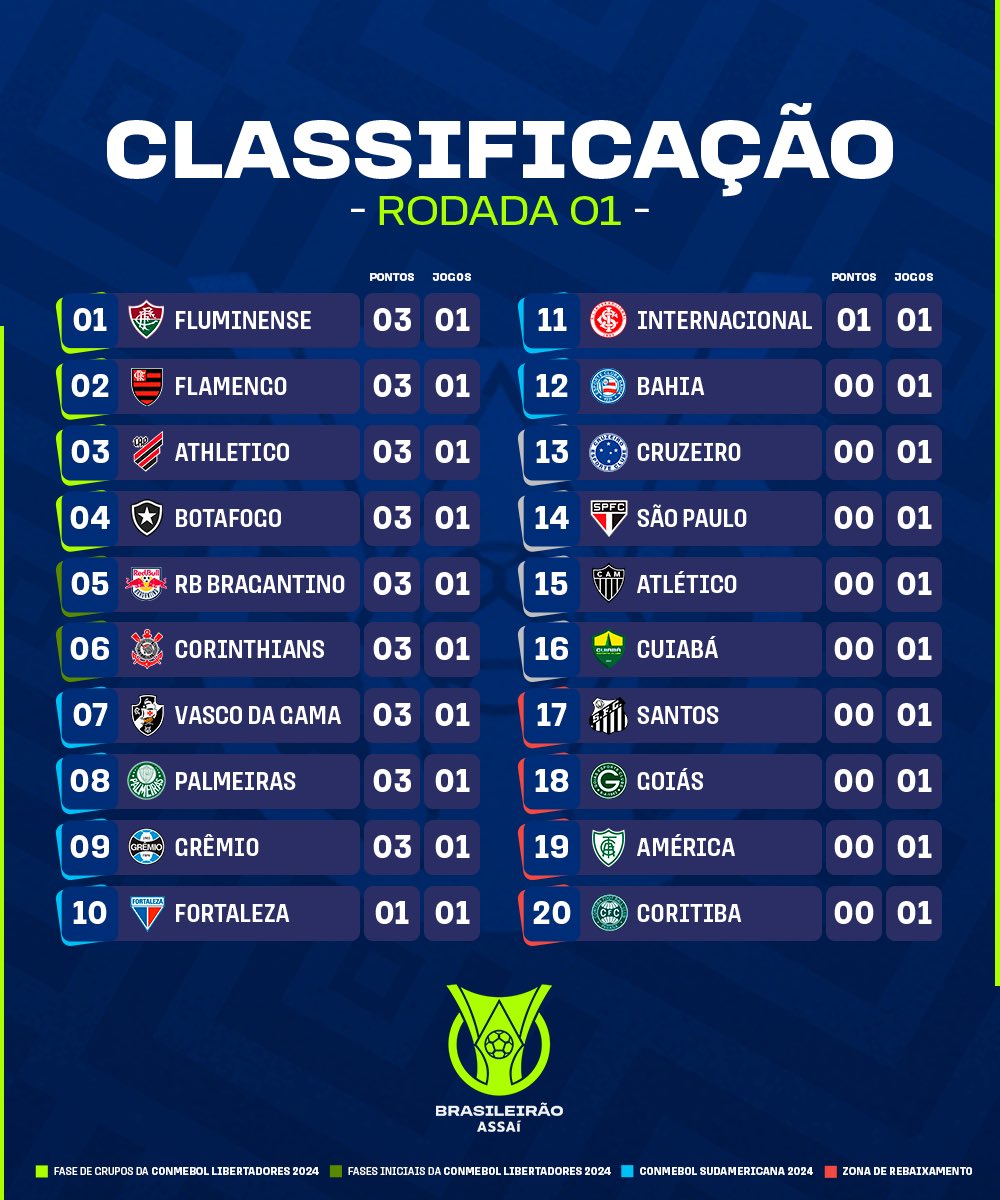 CLASSIFICAÇÃO
- RODADA 01 -
PONTOS JOGOS
01 FLUMINENSE 03 01
02 FLAMENGO 03 01
03 ATHLETICO 03 01
04 BOTAFOGO 03 01
05 RB BRAGANTINO 03 01
06 CORINTHIANS 03 01
07 VASCO DA GAMA 03 01
08 PALMEIRAS 03 01
09 GRÊMIO 03 01
10 FORTALEZA 01 01
PONTOS JOGOS
11 INTERNACIONAL 01 01
12 BAHIA 00 01
13 CRUZEIRO 00 01
14 SÃO PAULO 00 01
15 ATLÉTICO 00 01
16 CUIABÁ 00 01
17 SANTOS 00 01
18 GOIÁS 00 01
19 AMÉRICA 00 01
20 CORITIBA 00 01
BRASILEIRÃO
ASSAÍ
FASE DE GRUPOS DA CONMEBOL LIBERTADORES 2024 FASES INICIAIS DA CONMEBOL LIBERTADORES 2024 CONMEBOL SUDAMERICANA 2024 ZONA DE REBAIXAMENTO